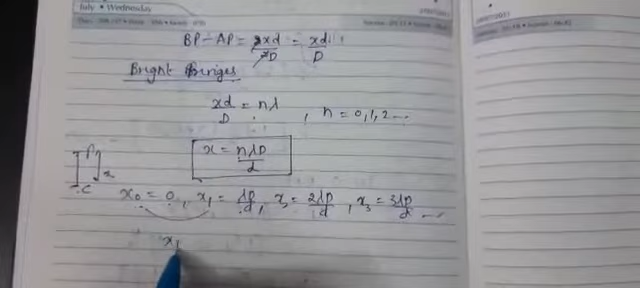 July • Wednesday
BP - AP = 2xd/2D = xd/D
Bright Fringes
xd/D = nλ , n = 0, 1, 2 ...
x = nλD/d
P
x
C
x₀ = 0, x₁ = λD/d, x₂ = 2λD/d, x₃ = 3λD/d ...
x₁